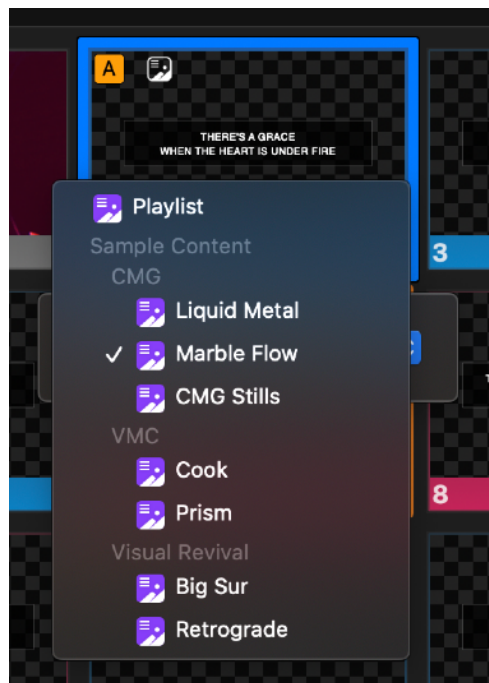 A
THERE'S A GRACE
WHEN THE HEART IS UNDER FIRE
Playlist
Sample Content
3
CMG
Liquid Metal
Marble Flow
CMG Stills
VMC
Cook
8
Prism
Visual Revival
Big Sur
Retrograde